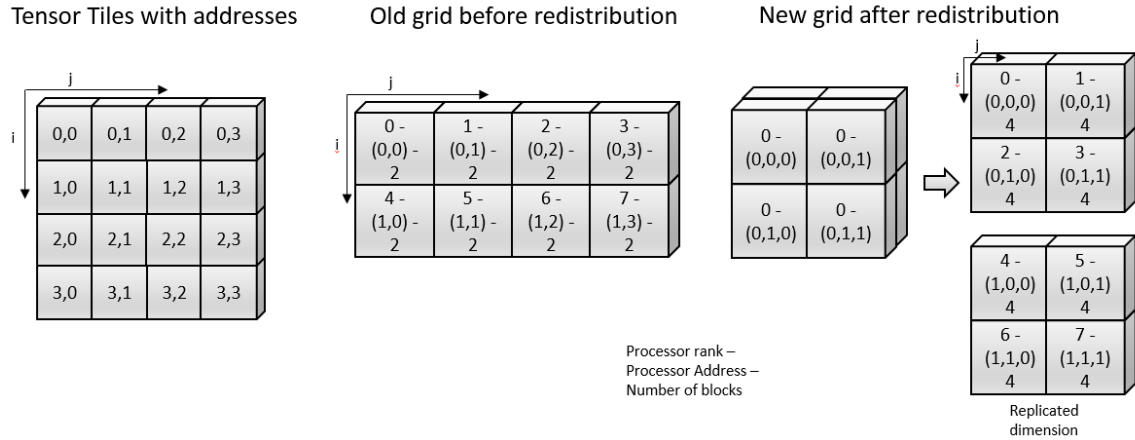 Tensor Tiles with addresses
j
i
0,0 0,1 0,2 0,3
1,0 1,1 1,2 1,3
2,0 2,1 2,2 2,3
3,0 3,1 3,2 3,3
Old grid before redistribution
j
i
0 - 1 - 2 - 3 -
(0,0) - (0,1) - (0,2) - (0,3) -
2 2 2 2
4 - 5 - 6 - 7 -
(1,0) - (1,1) - (1,2) - (1,3) -
2 2 2 2
New grid after redistribution
0 - 0 -
(0,0,0) (0,0,1)
0 - 0 -
(0,1,0) (0,1,1)
j
i
0 - 1 -
(0,0,0) (0,0,1)
4 4
2 - 3 -
(0,1,0) (0,1,1)
4 4
4 - 5 -
(1,0,0) (1,0,1)
4 4
6 - 7 -
(1,1,0) (1,1,1)
4 4
Replicated
dimension
Processor rank –
Processor Address –
Number of blocks